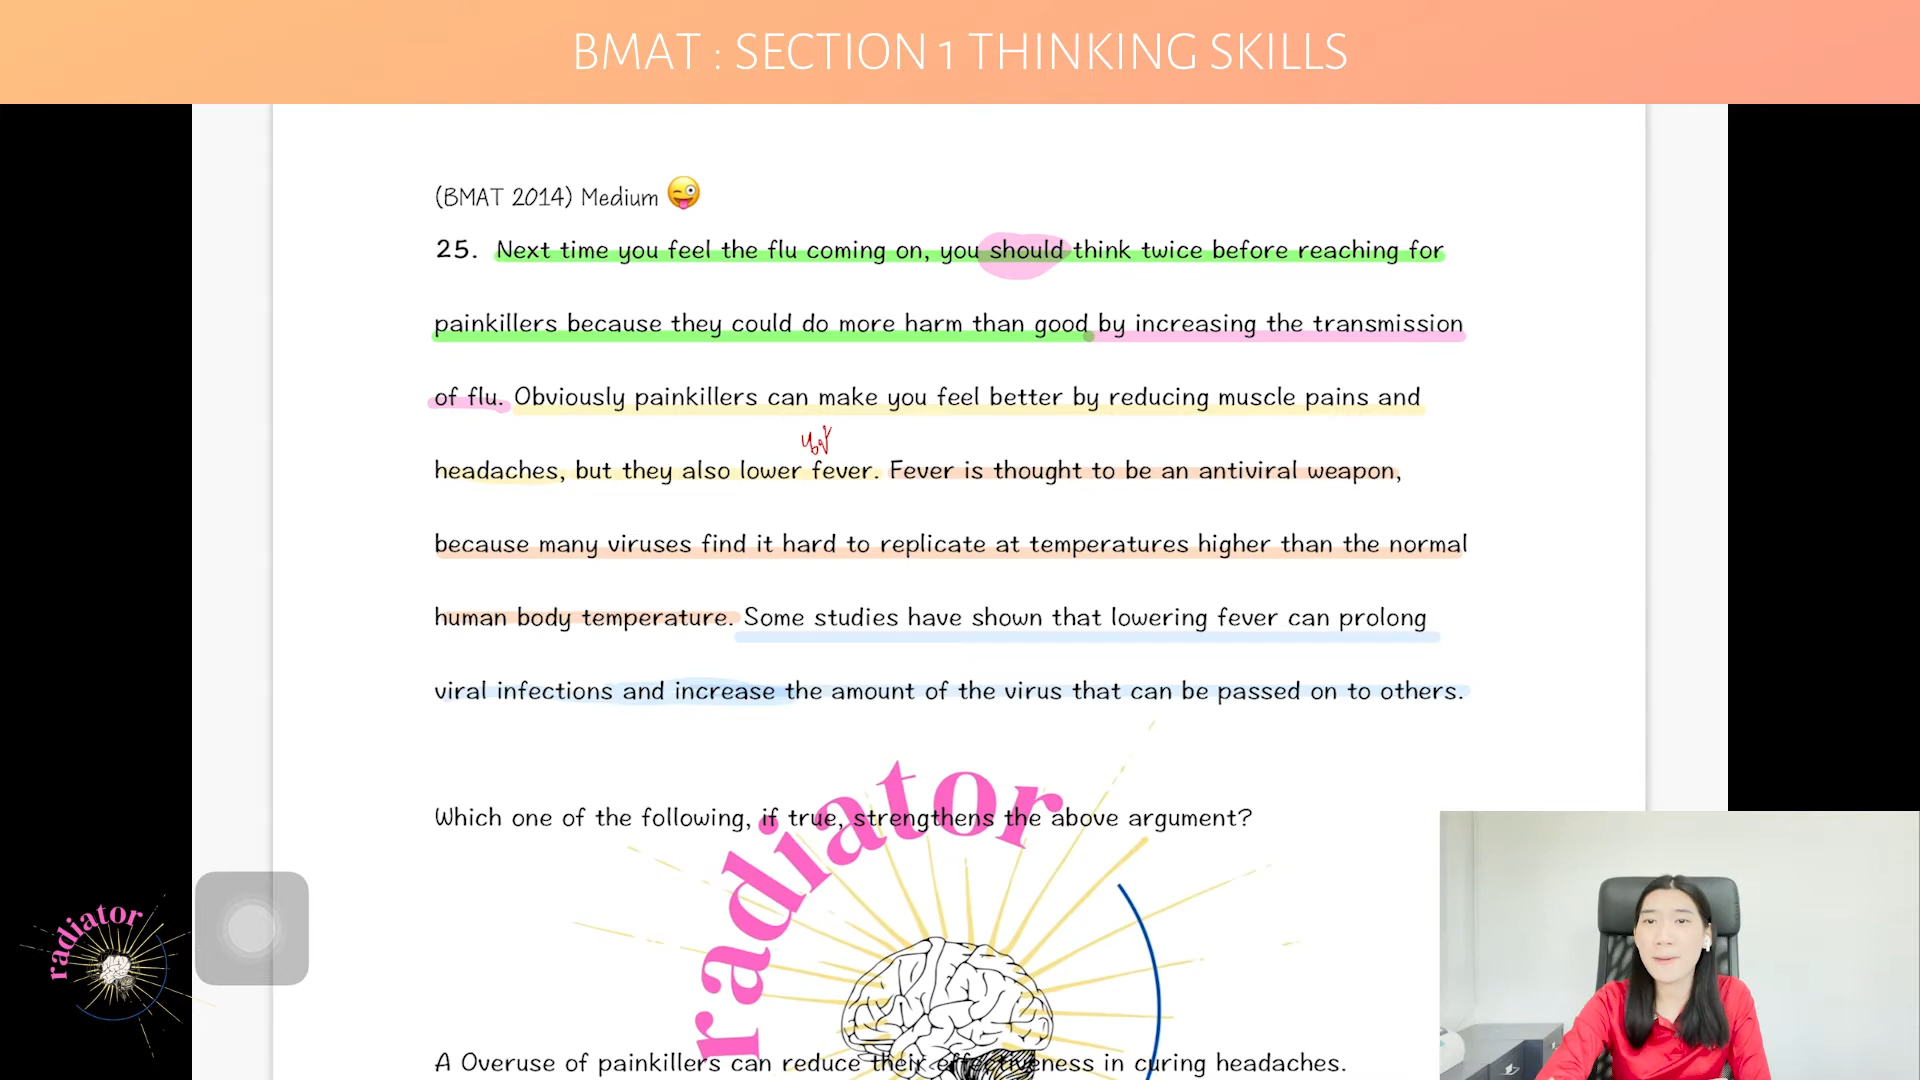 BMAT : SECTION 1 THINKING SKILLS
(BMAT 2014) Medium 😜
25. Next time you feel the flu coming on, you should think twice before reaching for
painkillers because they could do more harm than good by increasing the transmission
of flu. Obviously painkillers can make you feel better by reducing muscle pains and
headaches, but they also lower fever. Fever is thought to be an antiviral weapon,
because many viruses find it hard to replicate at temperatures higher than the normal
human body temperature. Some studies have shown that lowering fever can prolong
viral infections and increase the amount of the virus that can be passed on to others.
Which one of the following, if true, strengthens the above argument?
radiator
radiator
A Overuse of painkillers can reduce their effectiveness in curing headaches.